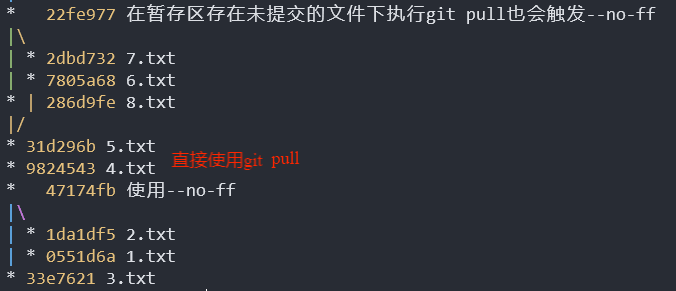 *   22fe977 在暂存区存在未提交的文件下执行git pull也会触发--no-ff
|\
| * 2dbd732 7.txt
| * 7805a68 6.txt
* | 286d9fe 8.txt
|/
* 31d296b 5.txt
直接使用git pull
* 9824543 4.txt
*   47174fb 使用--no-ff
|\
| * 1da1df5 2.txt
| * 0551d6a 1.txt
* 33e7621 3.txt